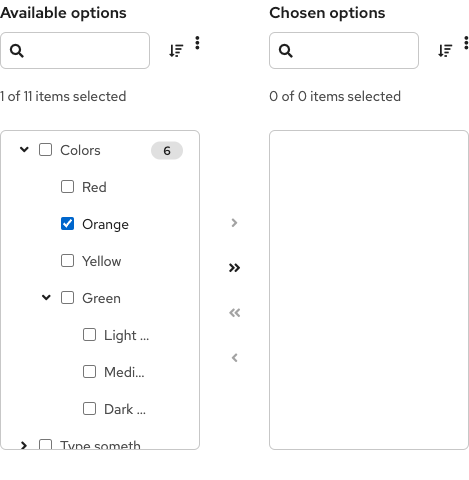 Available options
Chosen options
1 of 11 items selected
0 of 0 items selected
Colors 6
Red
Orange
Yellow
Green
Light ...
Medi...
Dark ...
Type someth